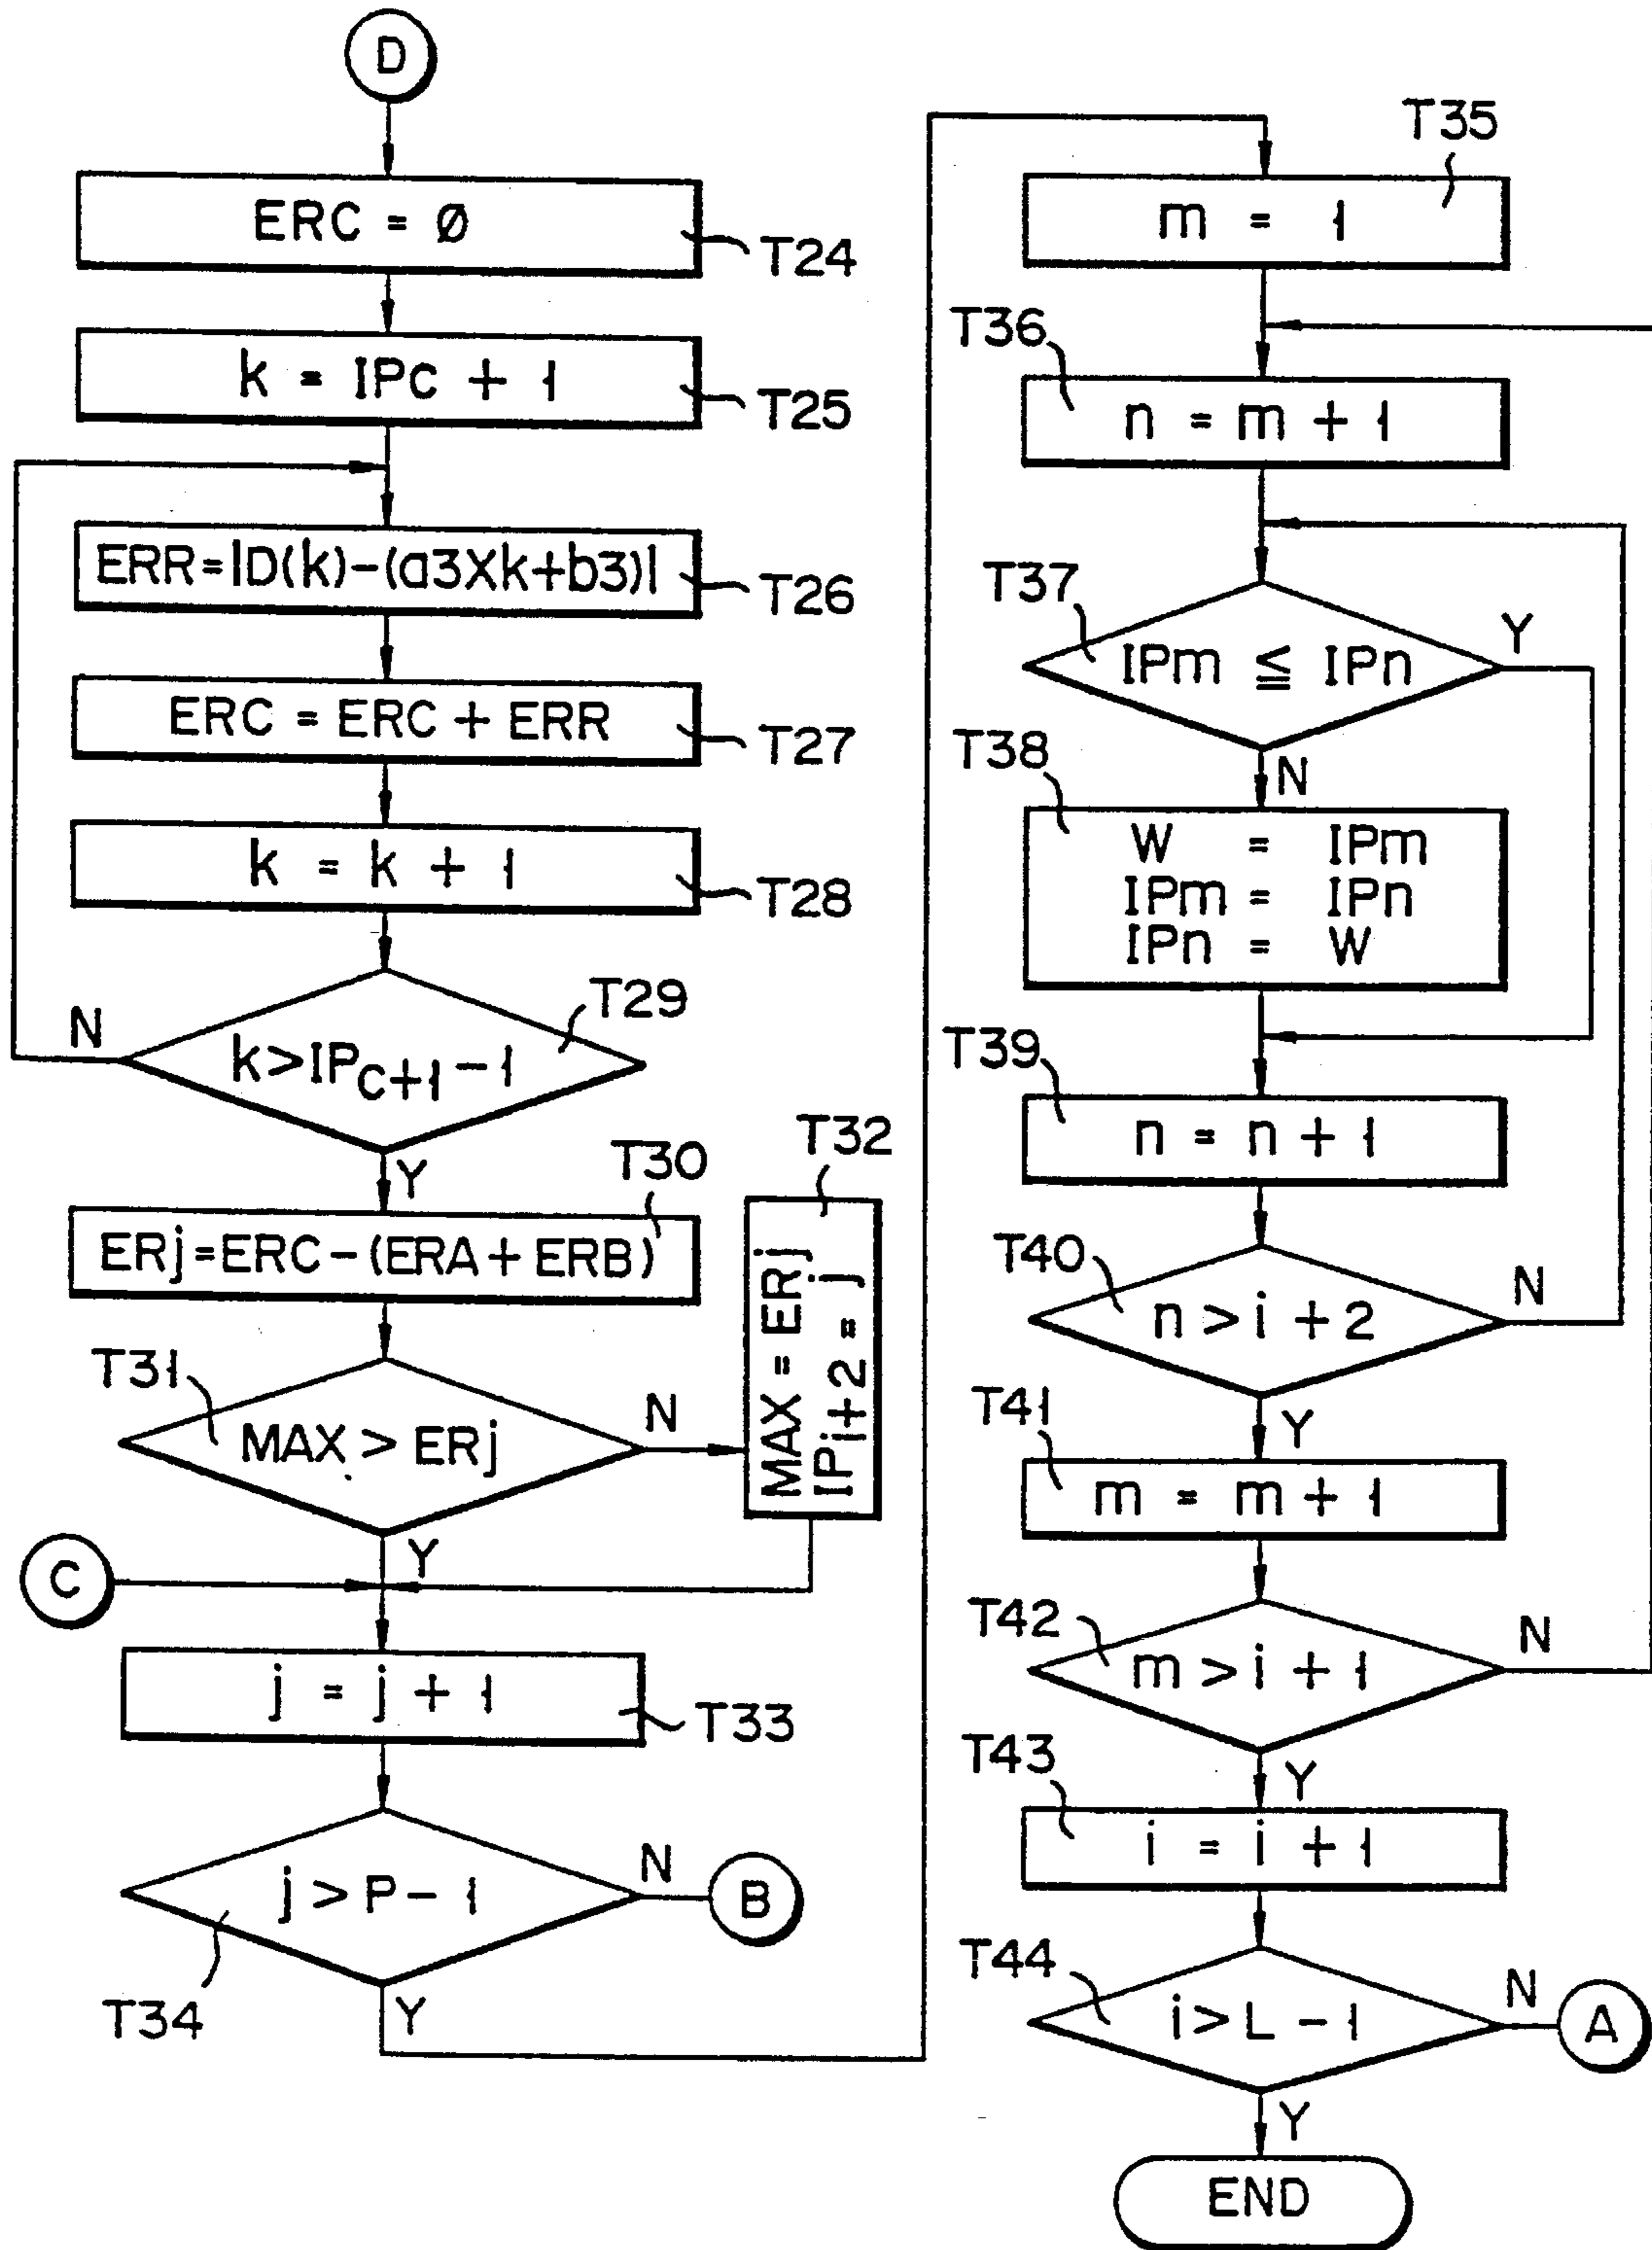 D
ERC = Ø
T24
k = IPc + 1
T25
ERR=|D(k)-(a3Xk+b3)|
T26
ERC = ERC + ERR
T27
k = k + 1
T28
T29
N
k>IPC+1-1
Y
T30
ERj=ERC-(ERA+ERB)
T32
MAX = ERj
IPi+2 = j
T31
MAX > ERj
N
Y
C
j = j + 1
T33
j > P - 1
N
B
T34
Y
T35
m = 1
T36
n = m + 1
T37
IPm ≦ IPn
Y
N
T38
W = IPm
IPm = IPn
IPn = W
T39
n = n + 1
T40
n > i + 2
N
Y
T41
m = m + 1
T42
m > i + 1
N
Y
T43
i = i + 1
T44
i > L - 1
N
A
Y
END